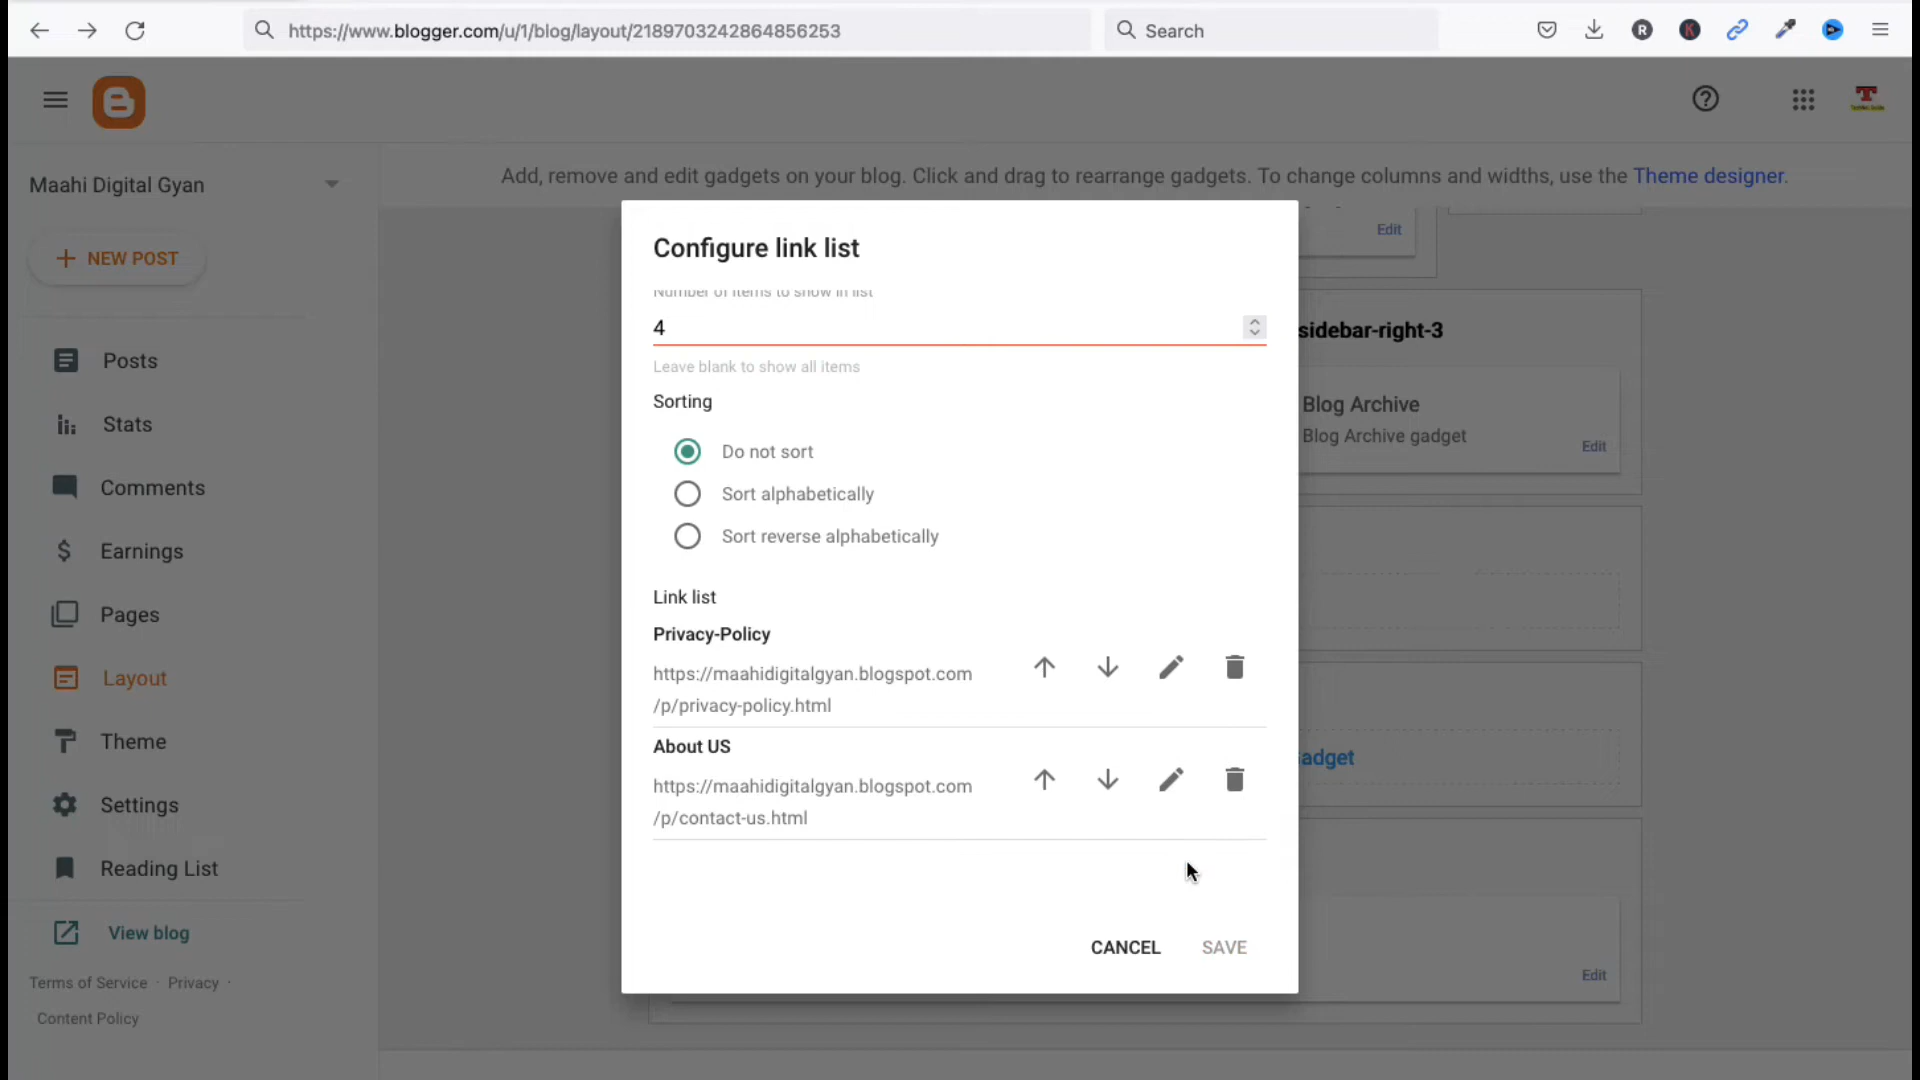 https://www.blogger.com/u/1/blog/layout/2189703242864856253
Search
R
K
Maahi Digital Gyan
Add, remove and edit gadgets on your blog. Click and drag to rearrange gadgets. To change columns and widths, use the Theme designer.
NEW POST
Posts
Stats
Comments
Earnings
Pages
Layout
Theme
Settings
Reading List
View blog
Terms of Service · Privacy ·
Content Policy
Configure link list
Number of items to show in list
4
Leave blank to show all items
Sorting
Do not sort
Sort alphabetically
Sort reverse alphabetically
Link list
Privacy-Policy
https://maahidigitalgyan.blogspot.com
/p/privacy-policy.html
About US
https://maahidigitalgyan.blogspot.com
/p/contact-us.html
CANCEL
SAVE
Edit
sidebar-right-3
Blog Archive
Blog Archive gadget
Edit
adget
Edit